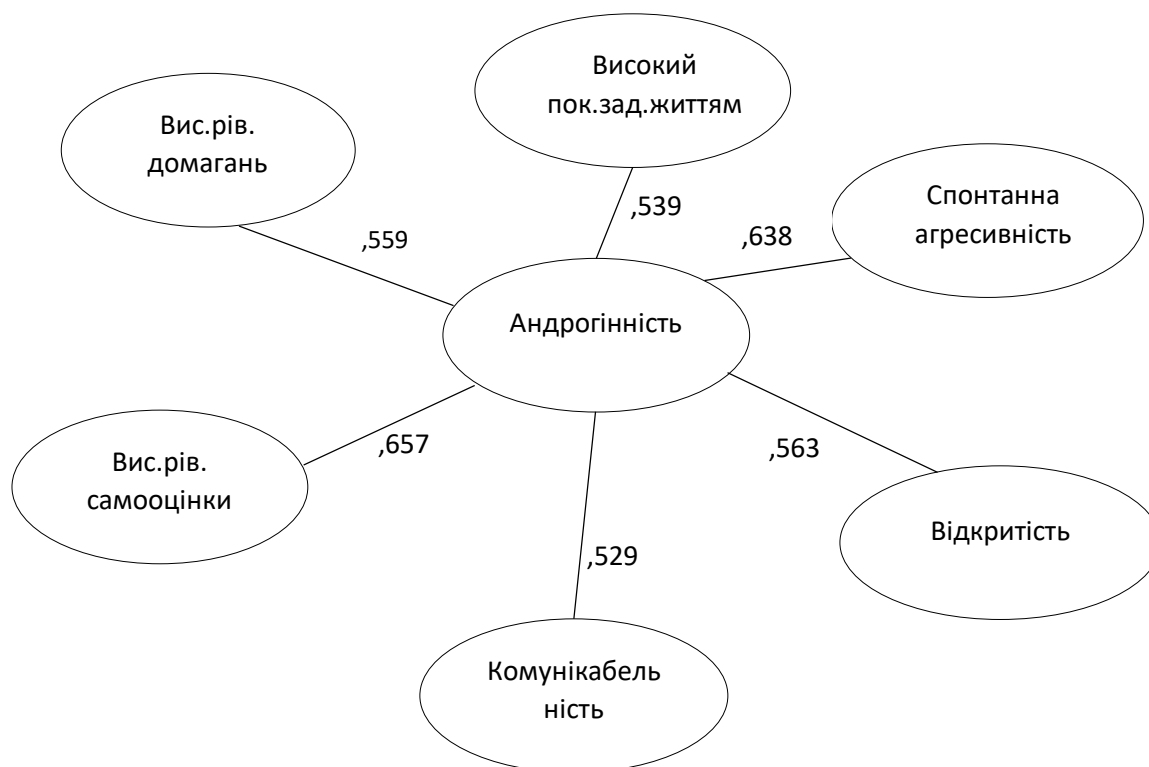 Високий
пок.зад.життям
Вис.рів.
домагань
Спонтанна
агресивність
,539
,638
,559
Андрогінність
,657
,563
Вис.рів.
самооцінки
Відкритість
,529
Комунікабель
ність